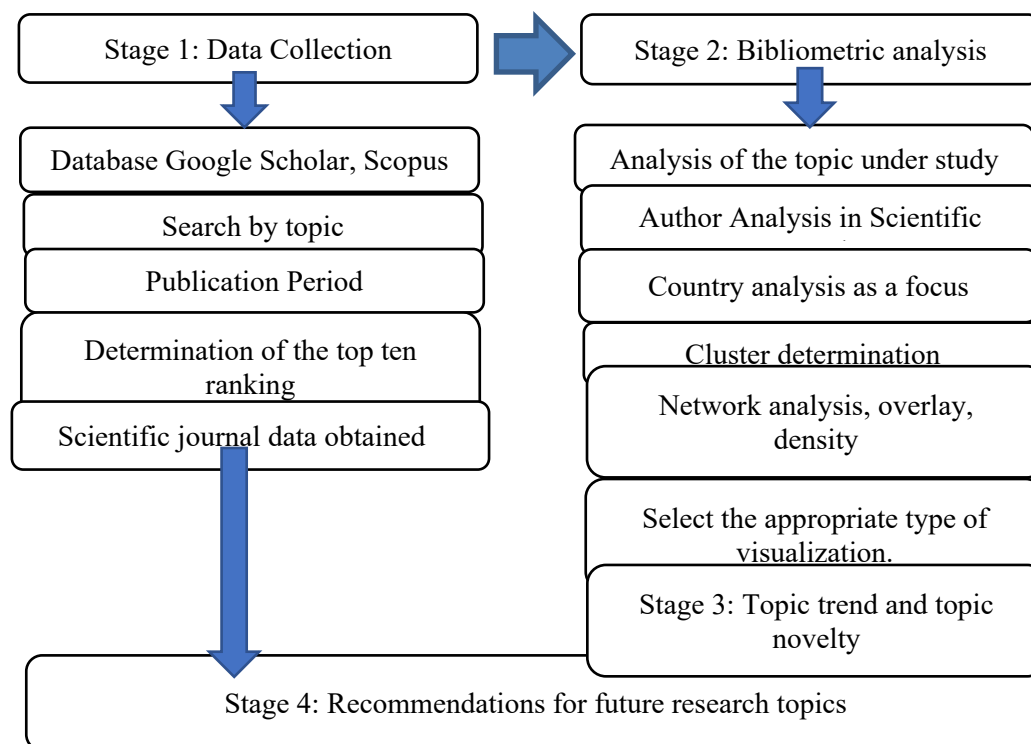 Stage 1: Data Collection
Database Google Scholar, Scopus
Search by topic
Publication Period
Determination of the top ten
ranking
Scientific journal data obtained
Stage 2: Bibliometric analysis
Analysis of the topic under study
Author Analysis in Scientific
Country analysis as a focus
Cluster determination
Network analysis, overlay,
density
Select the appropriate type of
visualization.
Stage 3: Topic trend and topic
novelty
Stage 4: Recommendations for future research topics